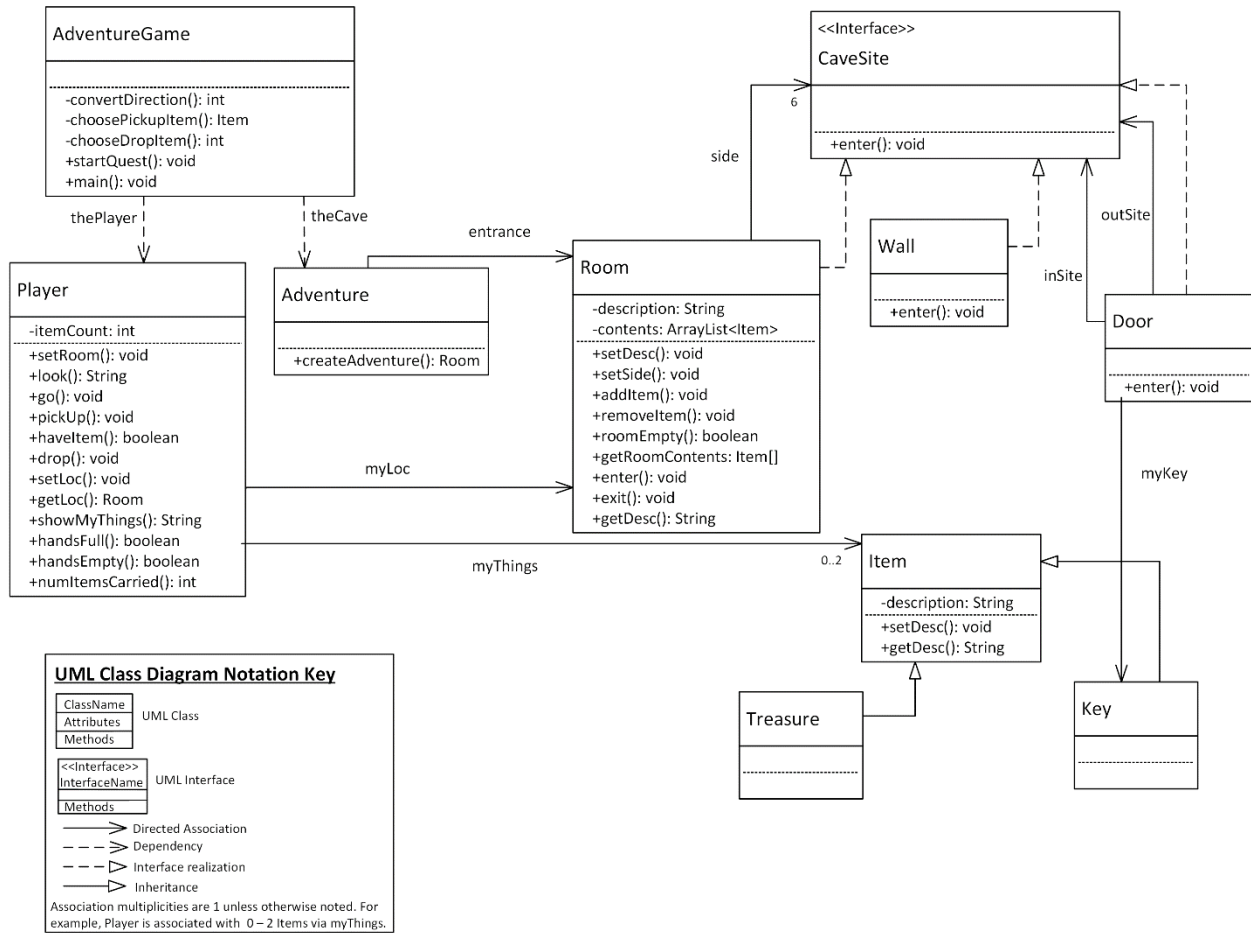 AdventureGame
-convertDirection(): int
-choosePickupItem(): Item
-chooseDropItem(): int
+startQuest(): void
+main(): void
<<Interface>>
CaveSite
+enter(): void
6
side
thePlayer
theCave
entrance
outSite
inSite
Player
-itemCount: int
+setRoom(): void
+look(): String
+go(): void
+pickUp(): void
+haveItem(): boolean
+drop(): void
+setLoc(): void
+getLoc(): Room
+showMyThings(): String
+handsFull(): boolean
+handsEmpty(): boolean
+numItemsCarried(): int
Adventure
+createAdventure(): Room
Room
-description: String
-contents: ArrayList<Item>
+setDesc(): void
+setSide(): void
+addItem(): void
+removeItem(): void
+roomEmpty(): boolean
+getRoomContents: Item[]
+enter(): void
+exit(): void
+getDesc(): String
Wall
+enter(): void
Door
+enter(): void
myLoc
myKey
myThings
0..2
Item
-description: String
+setDesc(): void
+getDesc(): String
Treasure
Key
UML Class Diagram Notation Key
ClassName
Attributes
Methods
UML Class
<<Interface>>
InterfaceName
Methods
UML Interface
Directed Association
Dependency
Interface realization
Inheritance
Association multiplicities are 1 unless otherwise noted. For
example, Player is associated with 0 – 2 Items via myThings.